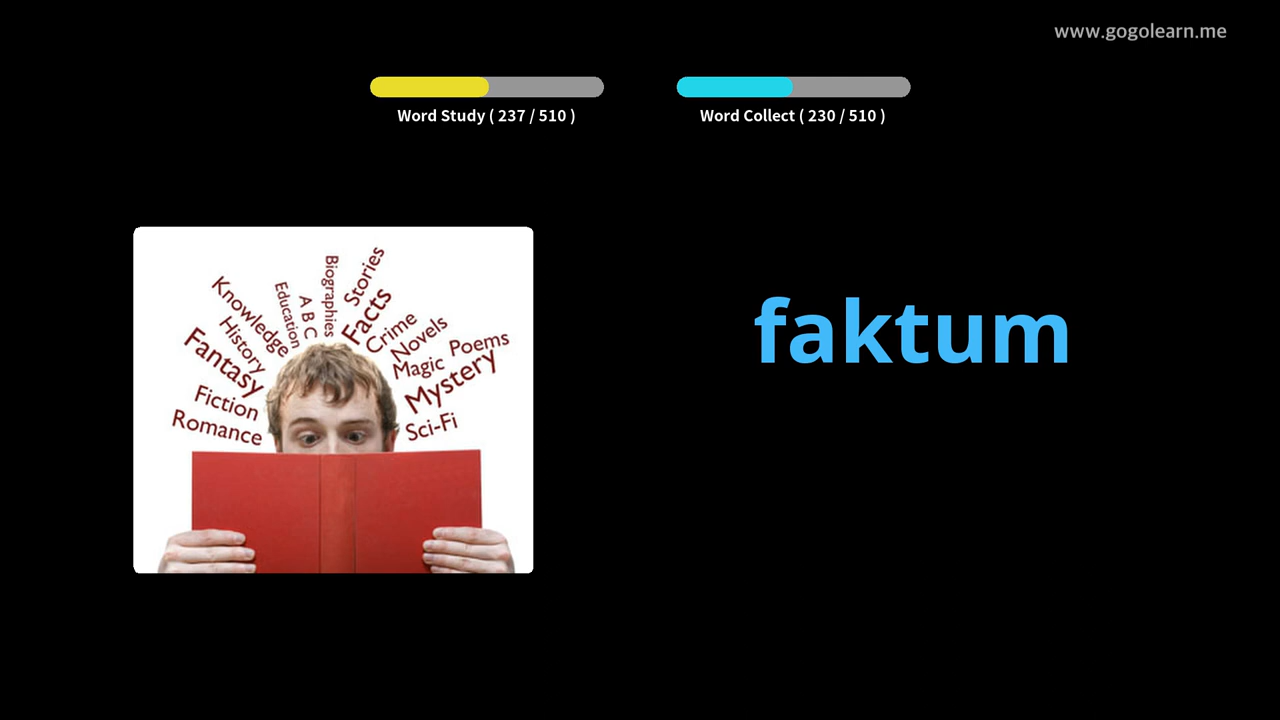 www.gogolearn.me
Word Study ( 237 / 510 )
Word Collect ( 230 / 510 )
faktum
Romance
Fiction
Fantasy
History
Knowledge
Education
A B C
Biographies
Stories
Facts
Crime
Novels
Magic
Poems
Mystery
Sci-Fi